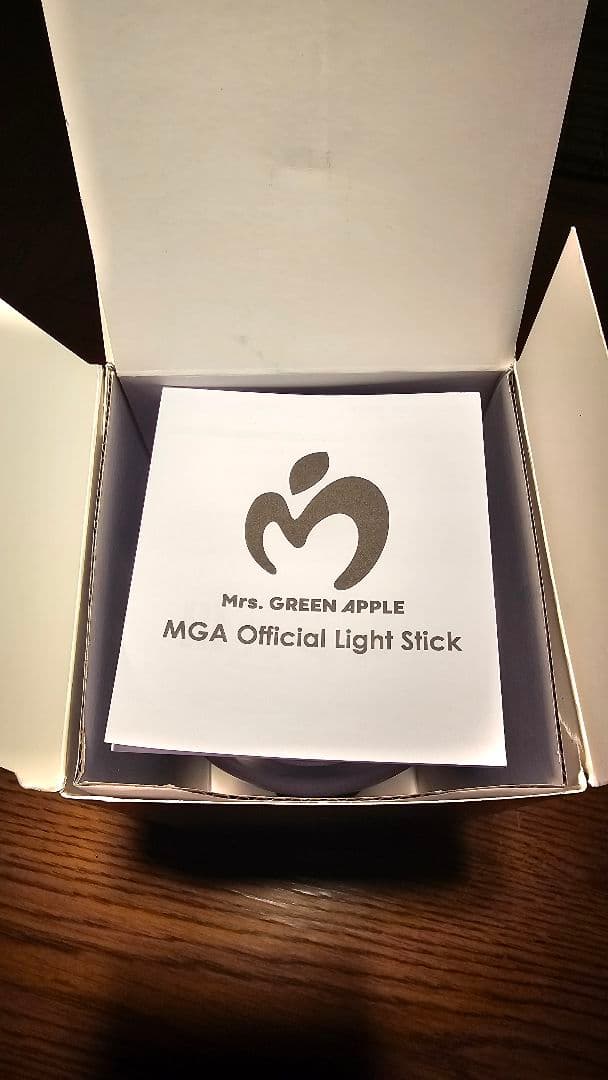 Mrs. GREEN APPLE
MGA Official Light Stick